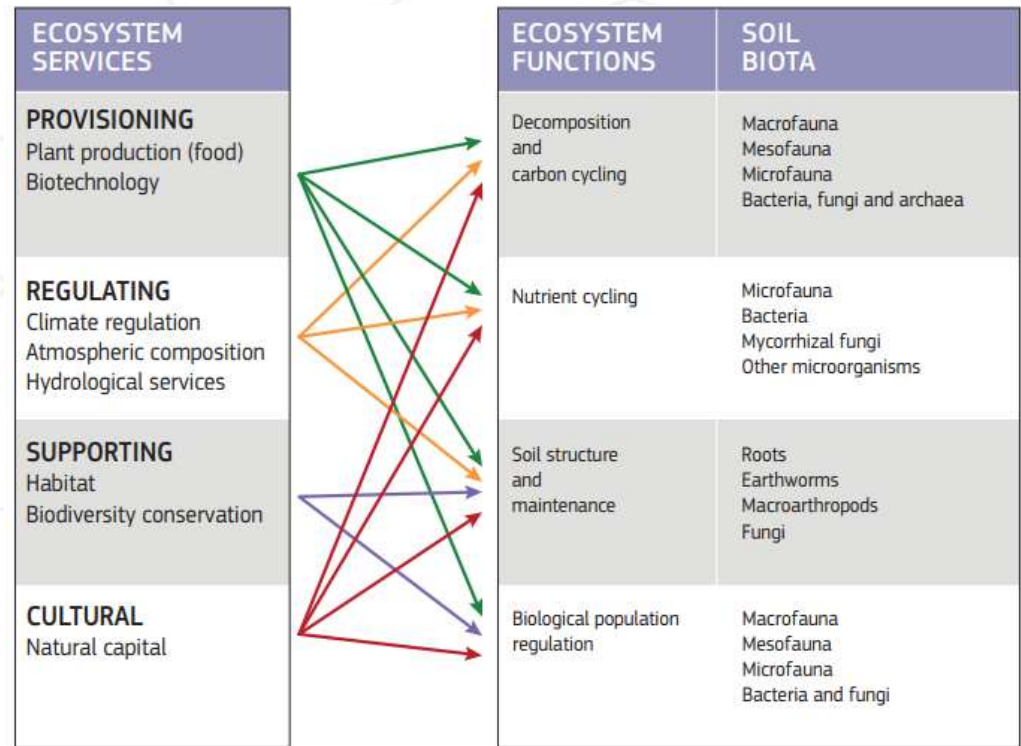 ECOSYSTEM
SERVICES
PROVISIONING
Plant production (food)
Biotechnology
REGULATING
Climate regulation
Atmospheric composition
Hydrological services
SUPPORTING
Habitat
Biodiversity conservation
CULTURAL
Natural capital
ECOSYSTEM
FUNCTIONS
SOIL
BIOTA
Decomposition
and
carbon cycling
Macrofauna
Mesofauna
Microfauna
Bacteria, fungi and archaea
Nutrient cycling
Microfauna
Bacteria
Mycorrhizal fungi
Other microorganisms
Soil structure
and
maintenance
Roots
Earthworms
Macroarthropods
Fungi
Biological population
regulation
Macrofauna
Mesofauna
Microfauna
Bacteria and fungi